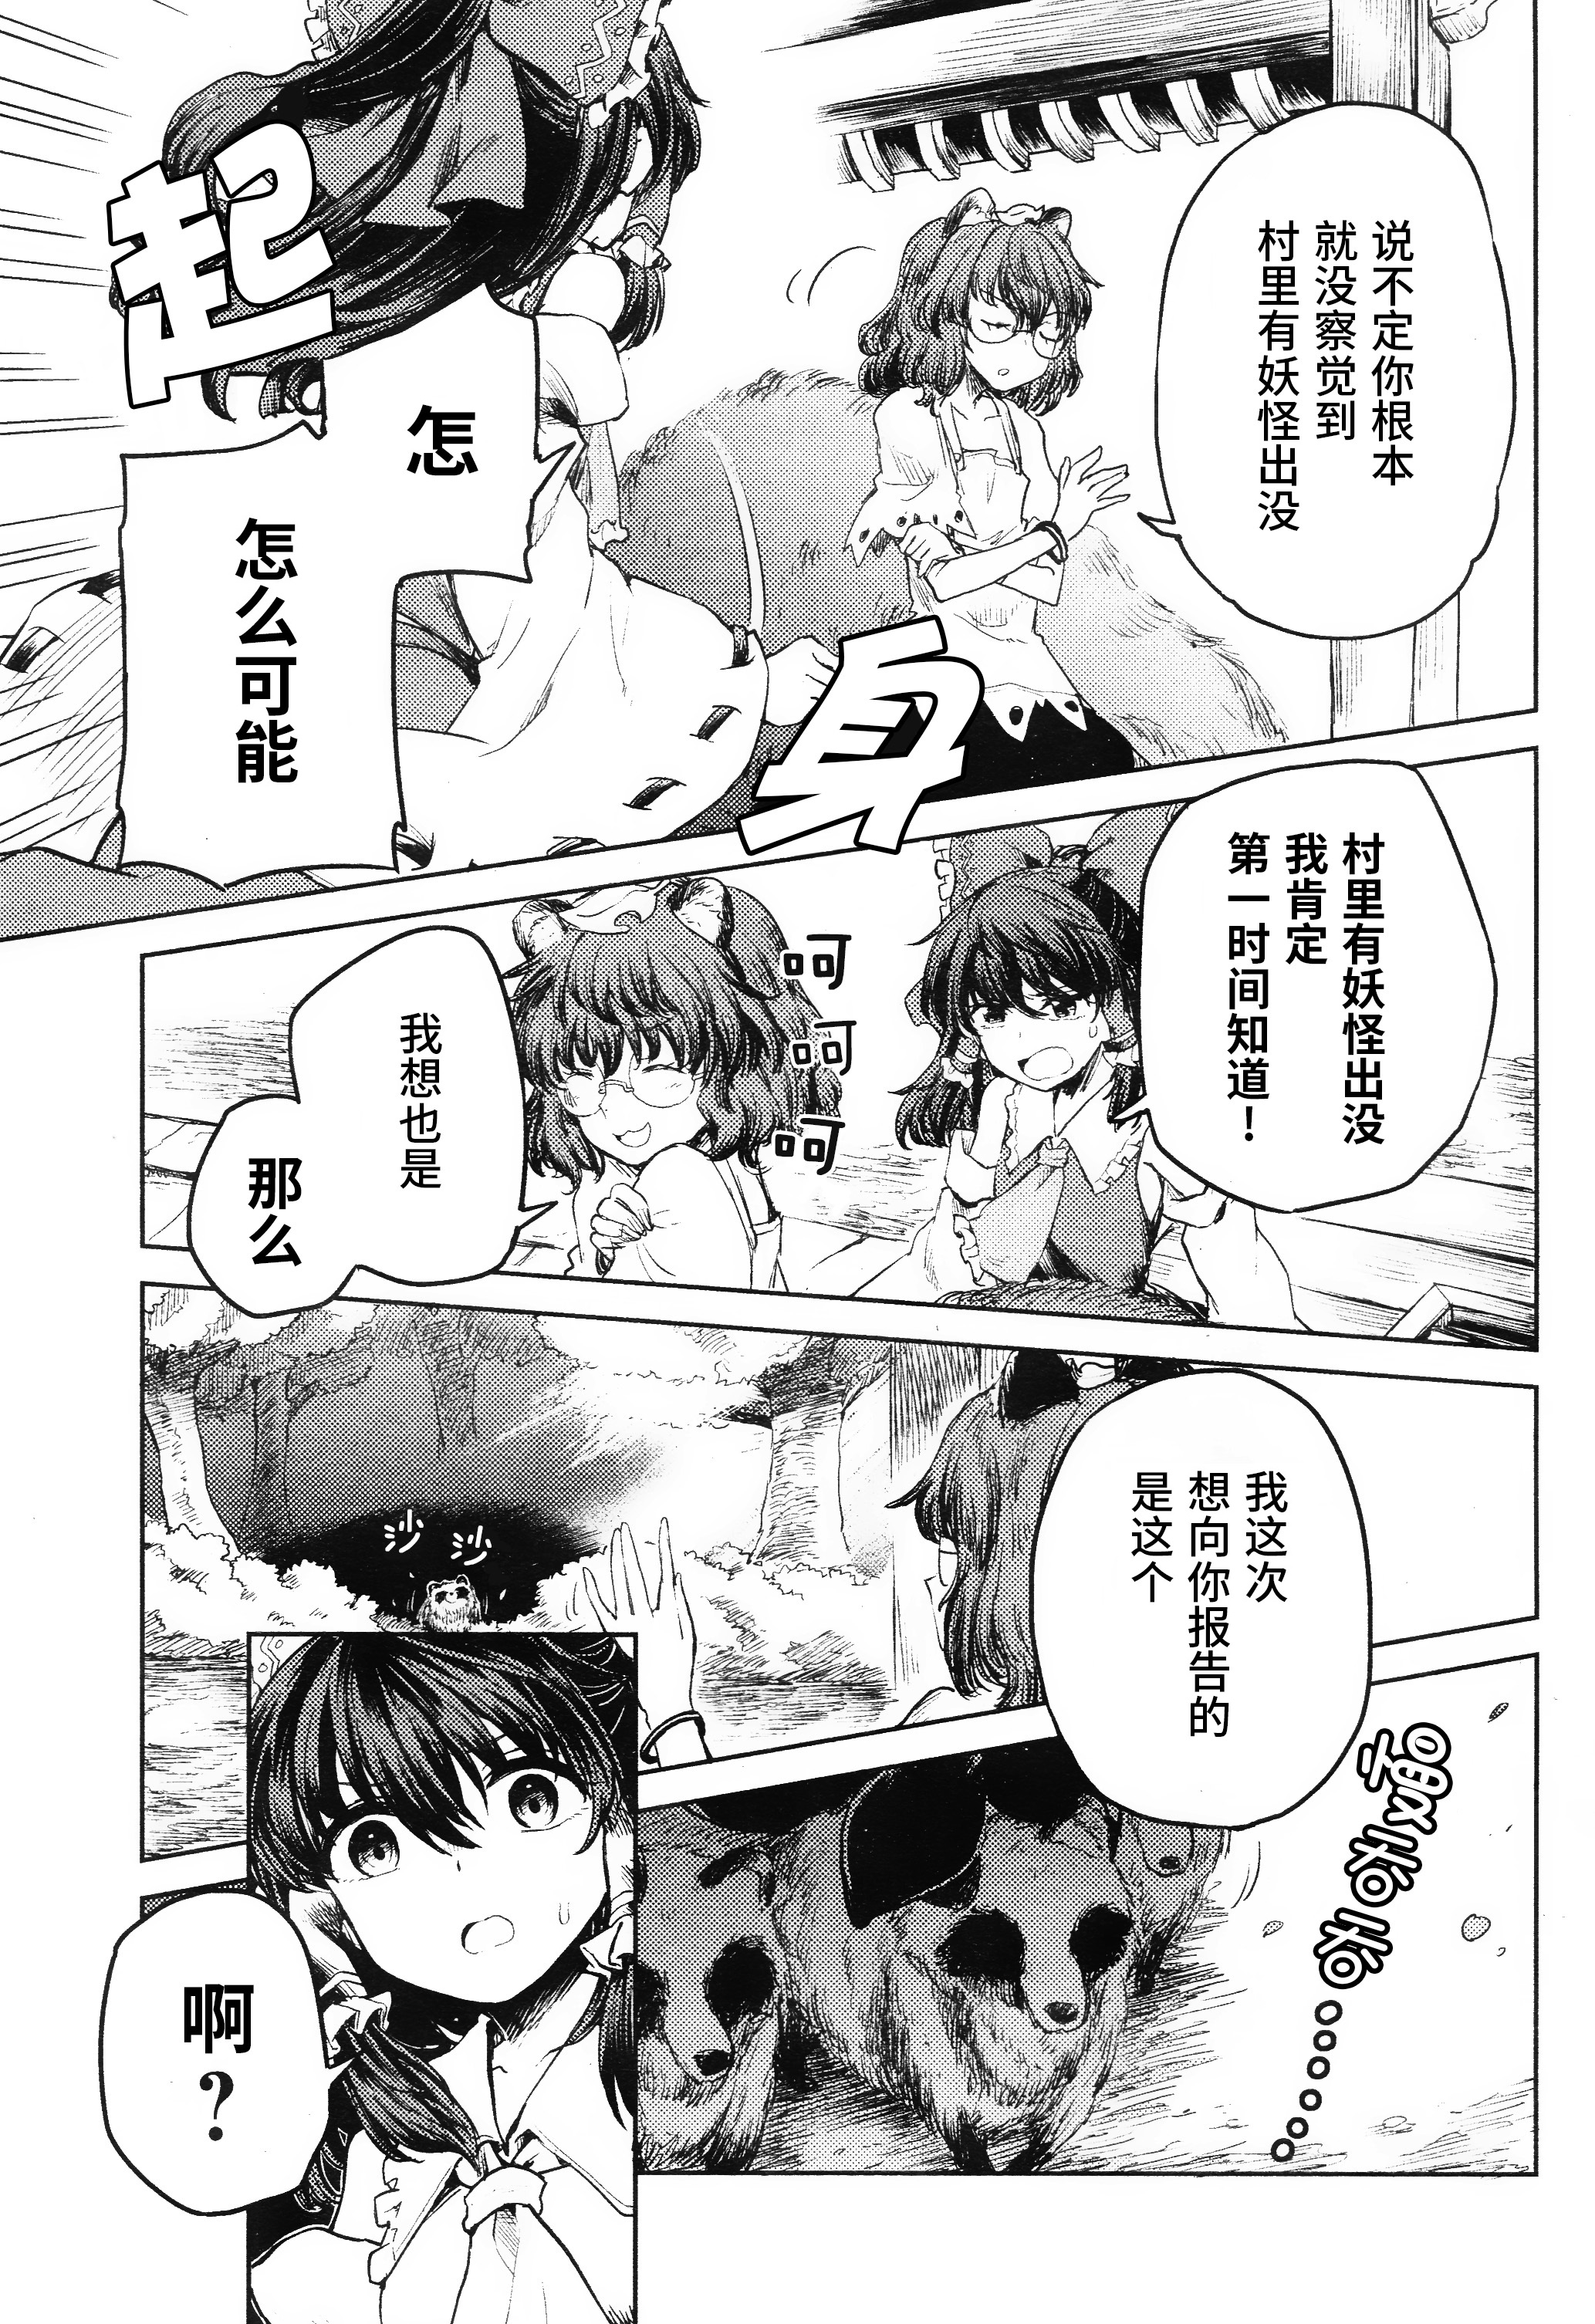 说不定你根本
就没察觉到
村里有妖怪出没
起
身
怎
怎么可能
村里有妖怪出没
我肯定
第一时间知道！
呵
呵
呵
我想也是
那么
我这次
想向你报告的
是这个
沙
沙
啊？